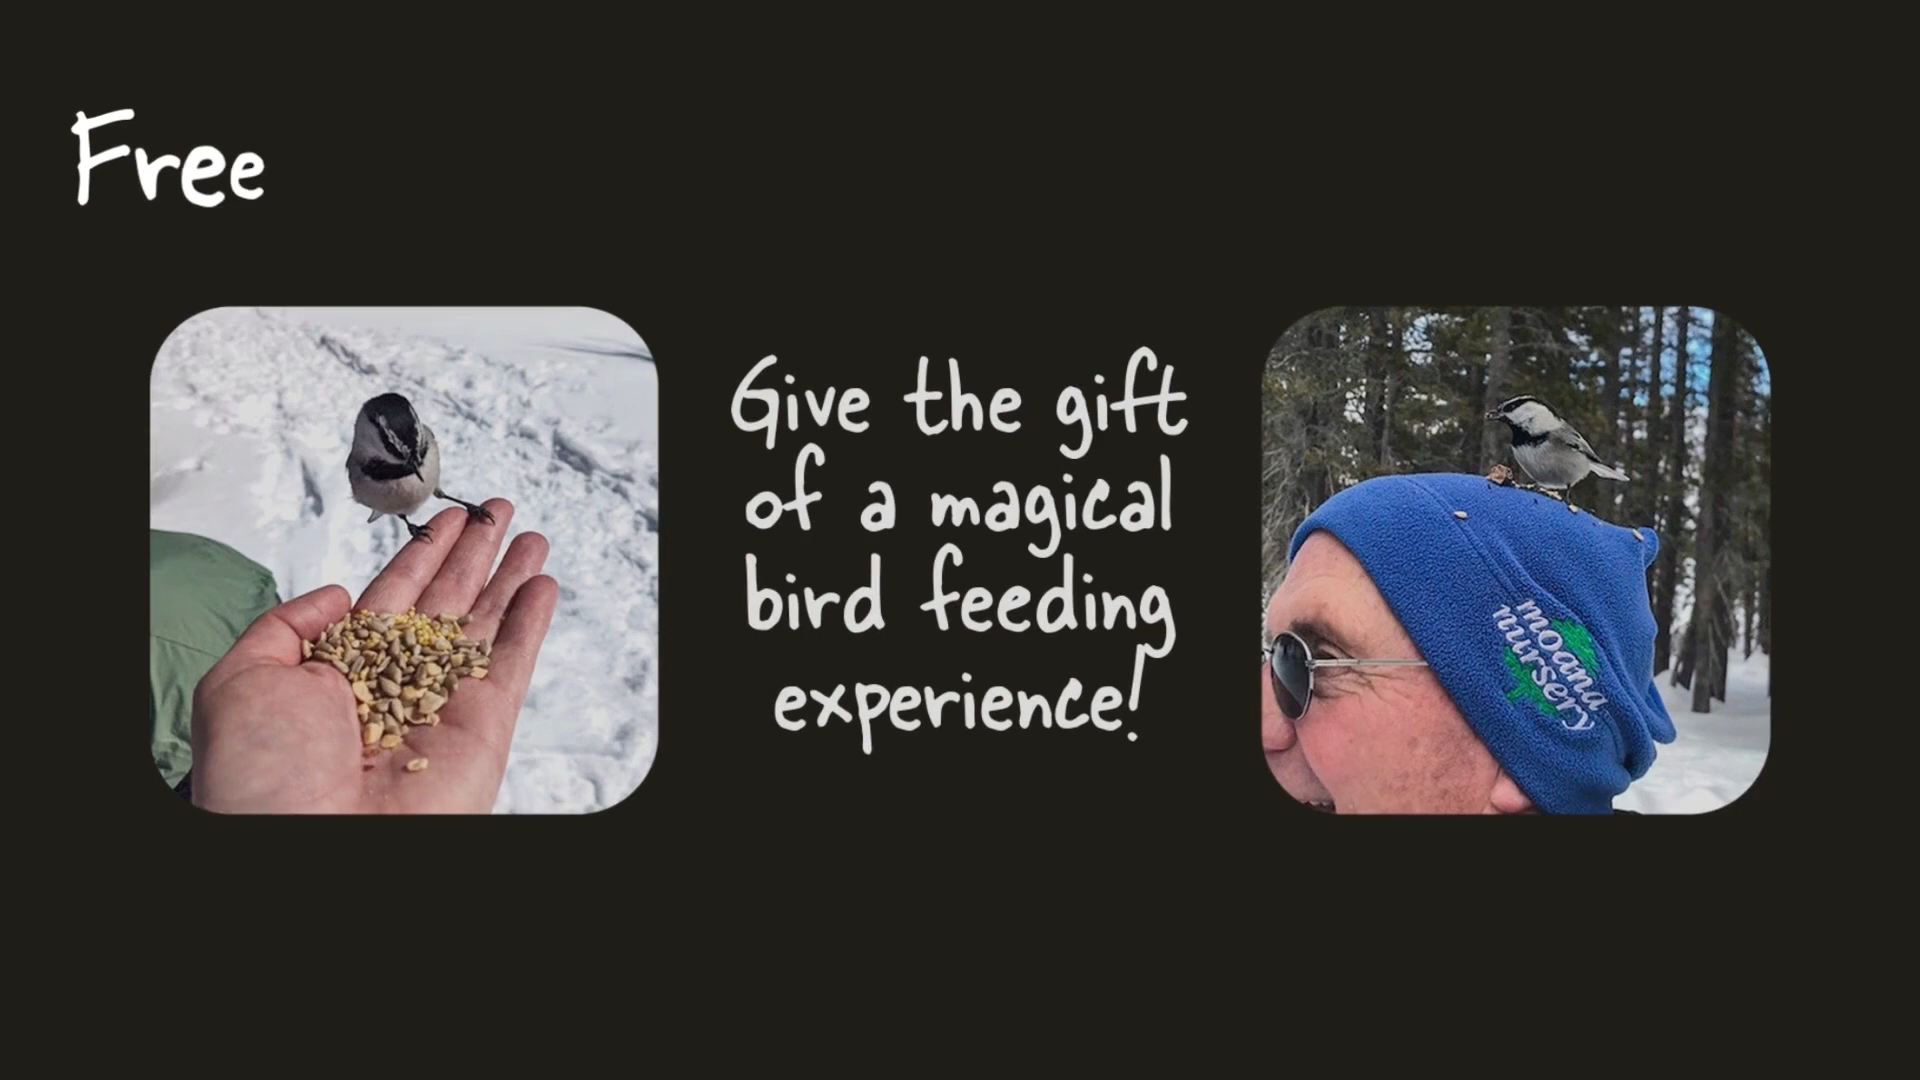 Free
Give the gift
of a magical
bird feeding
experience!
moana
nursery